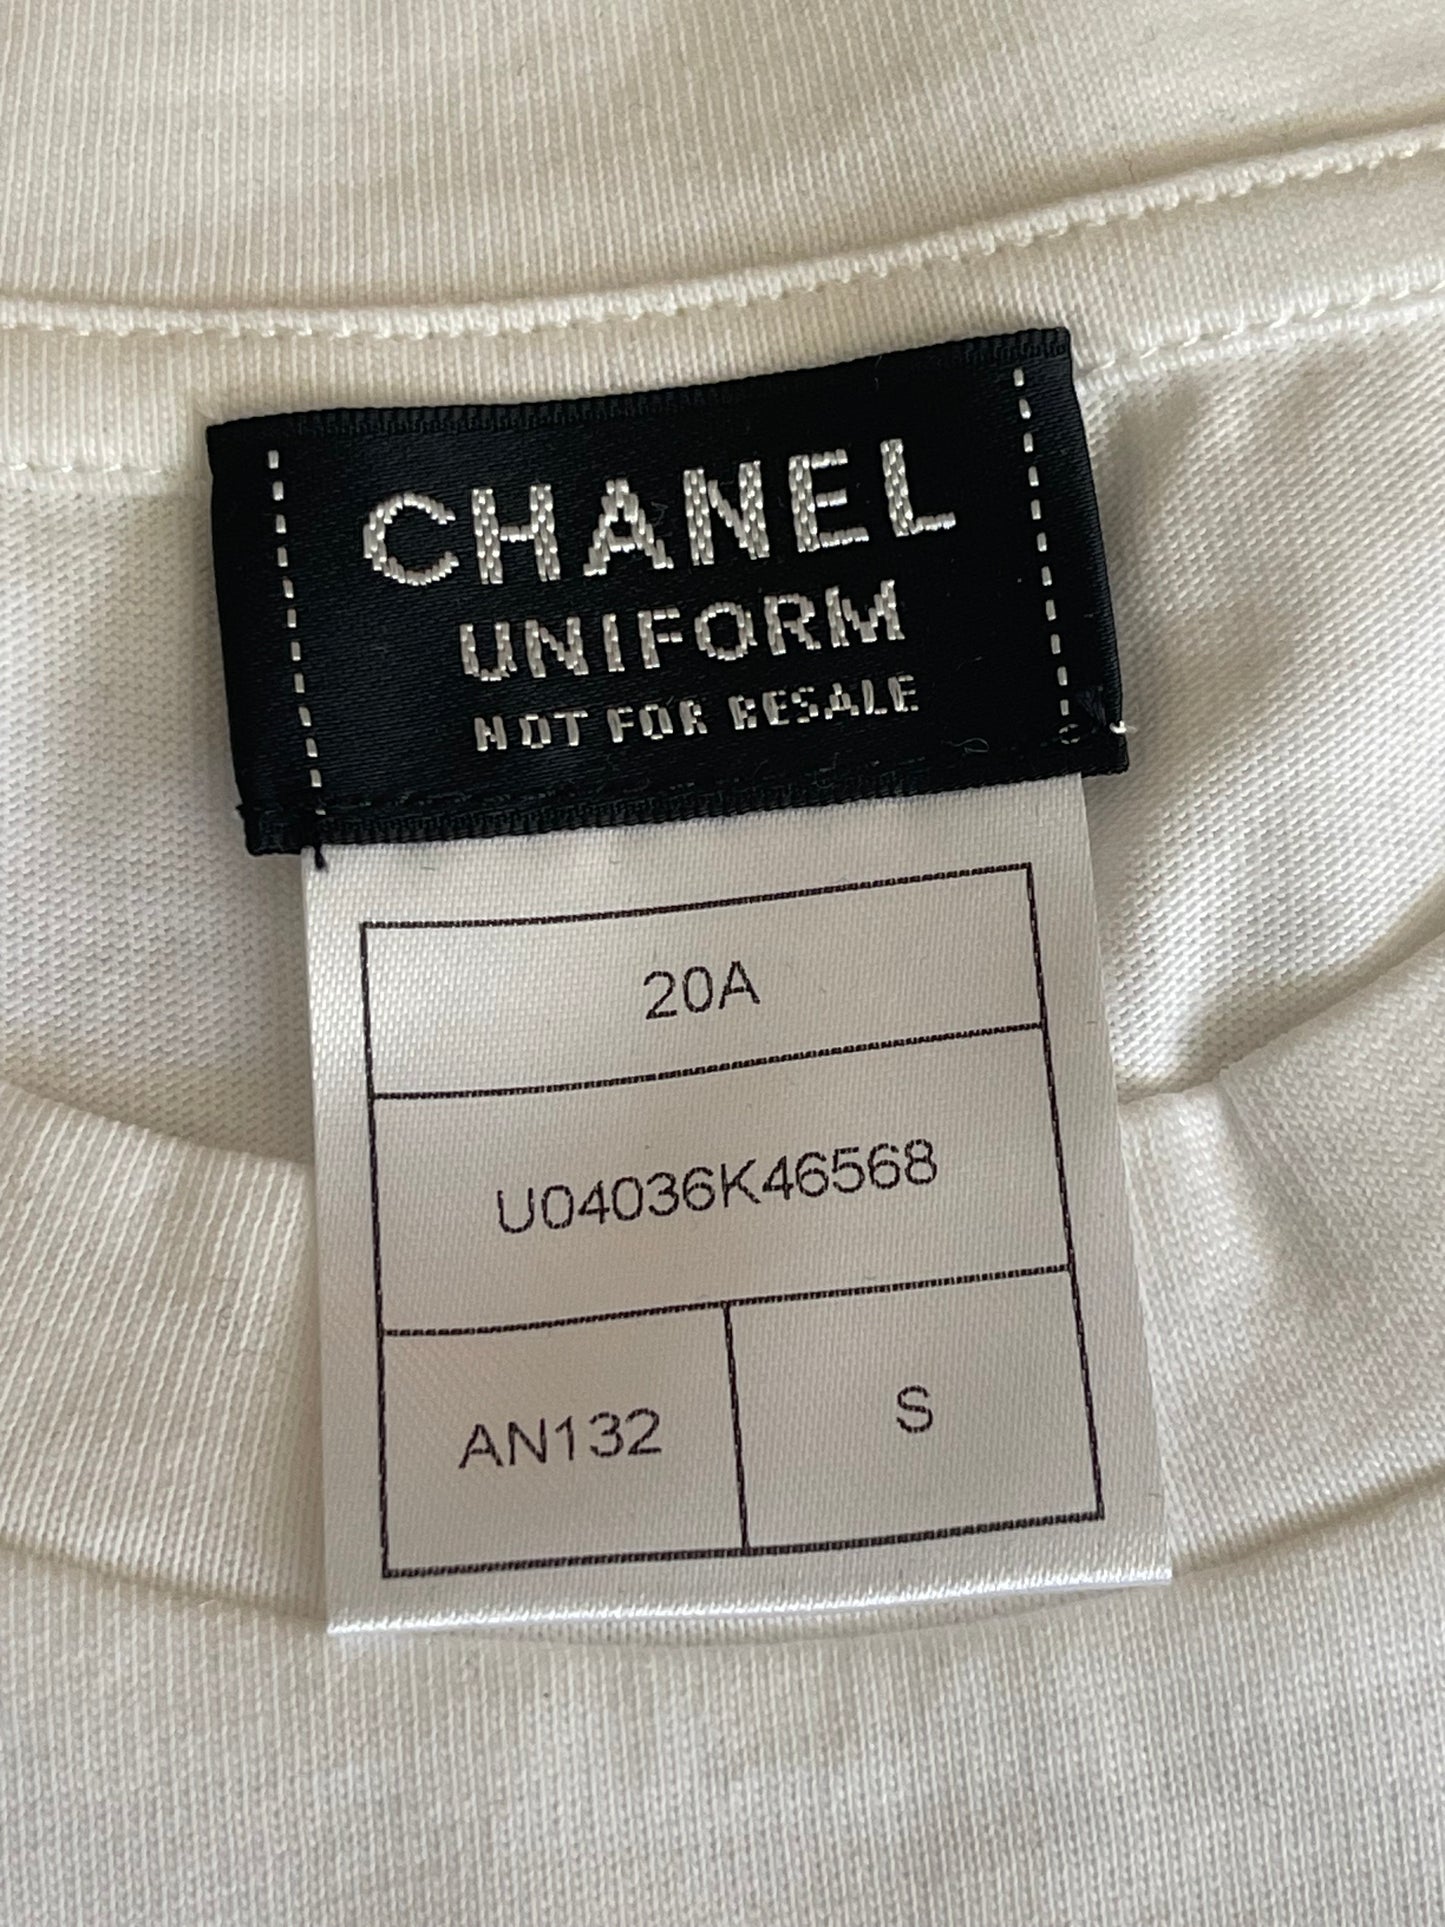 CHANEL
UNIFORM
NOT FOR RESALE
20A
U04036K46568
AN132 S